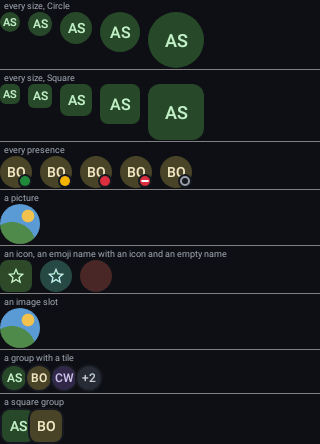 every size, Circle
AS AS AS AS AS
every size, Square
AS AS AS AS AS
every presence
BO BO BO BO BO
a picture
an icon, an emoji name with an icon and an empty name
an image slot
a group with a tile
AS BO CW +2
a square group
AS BO